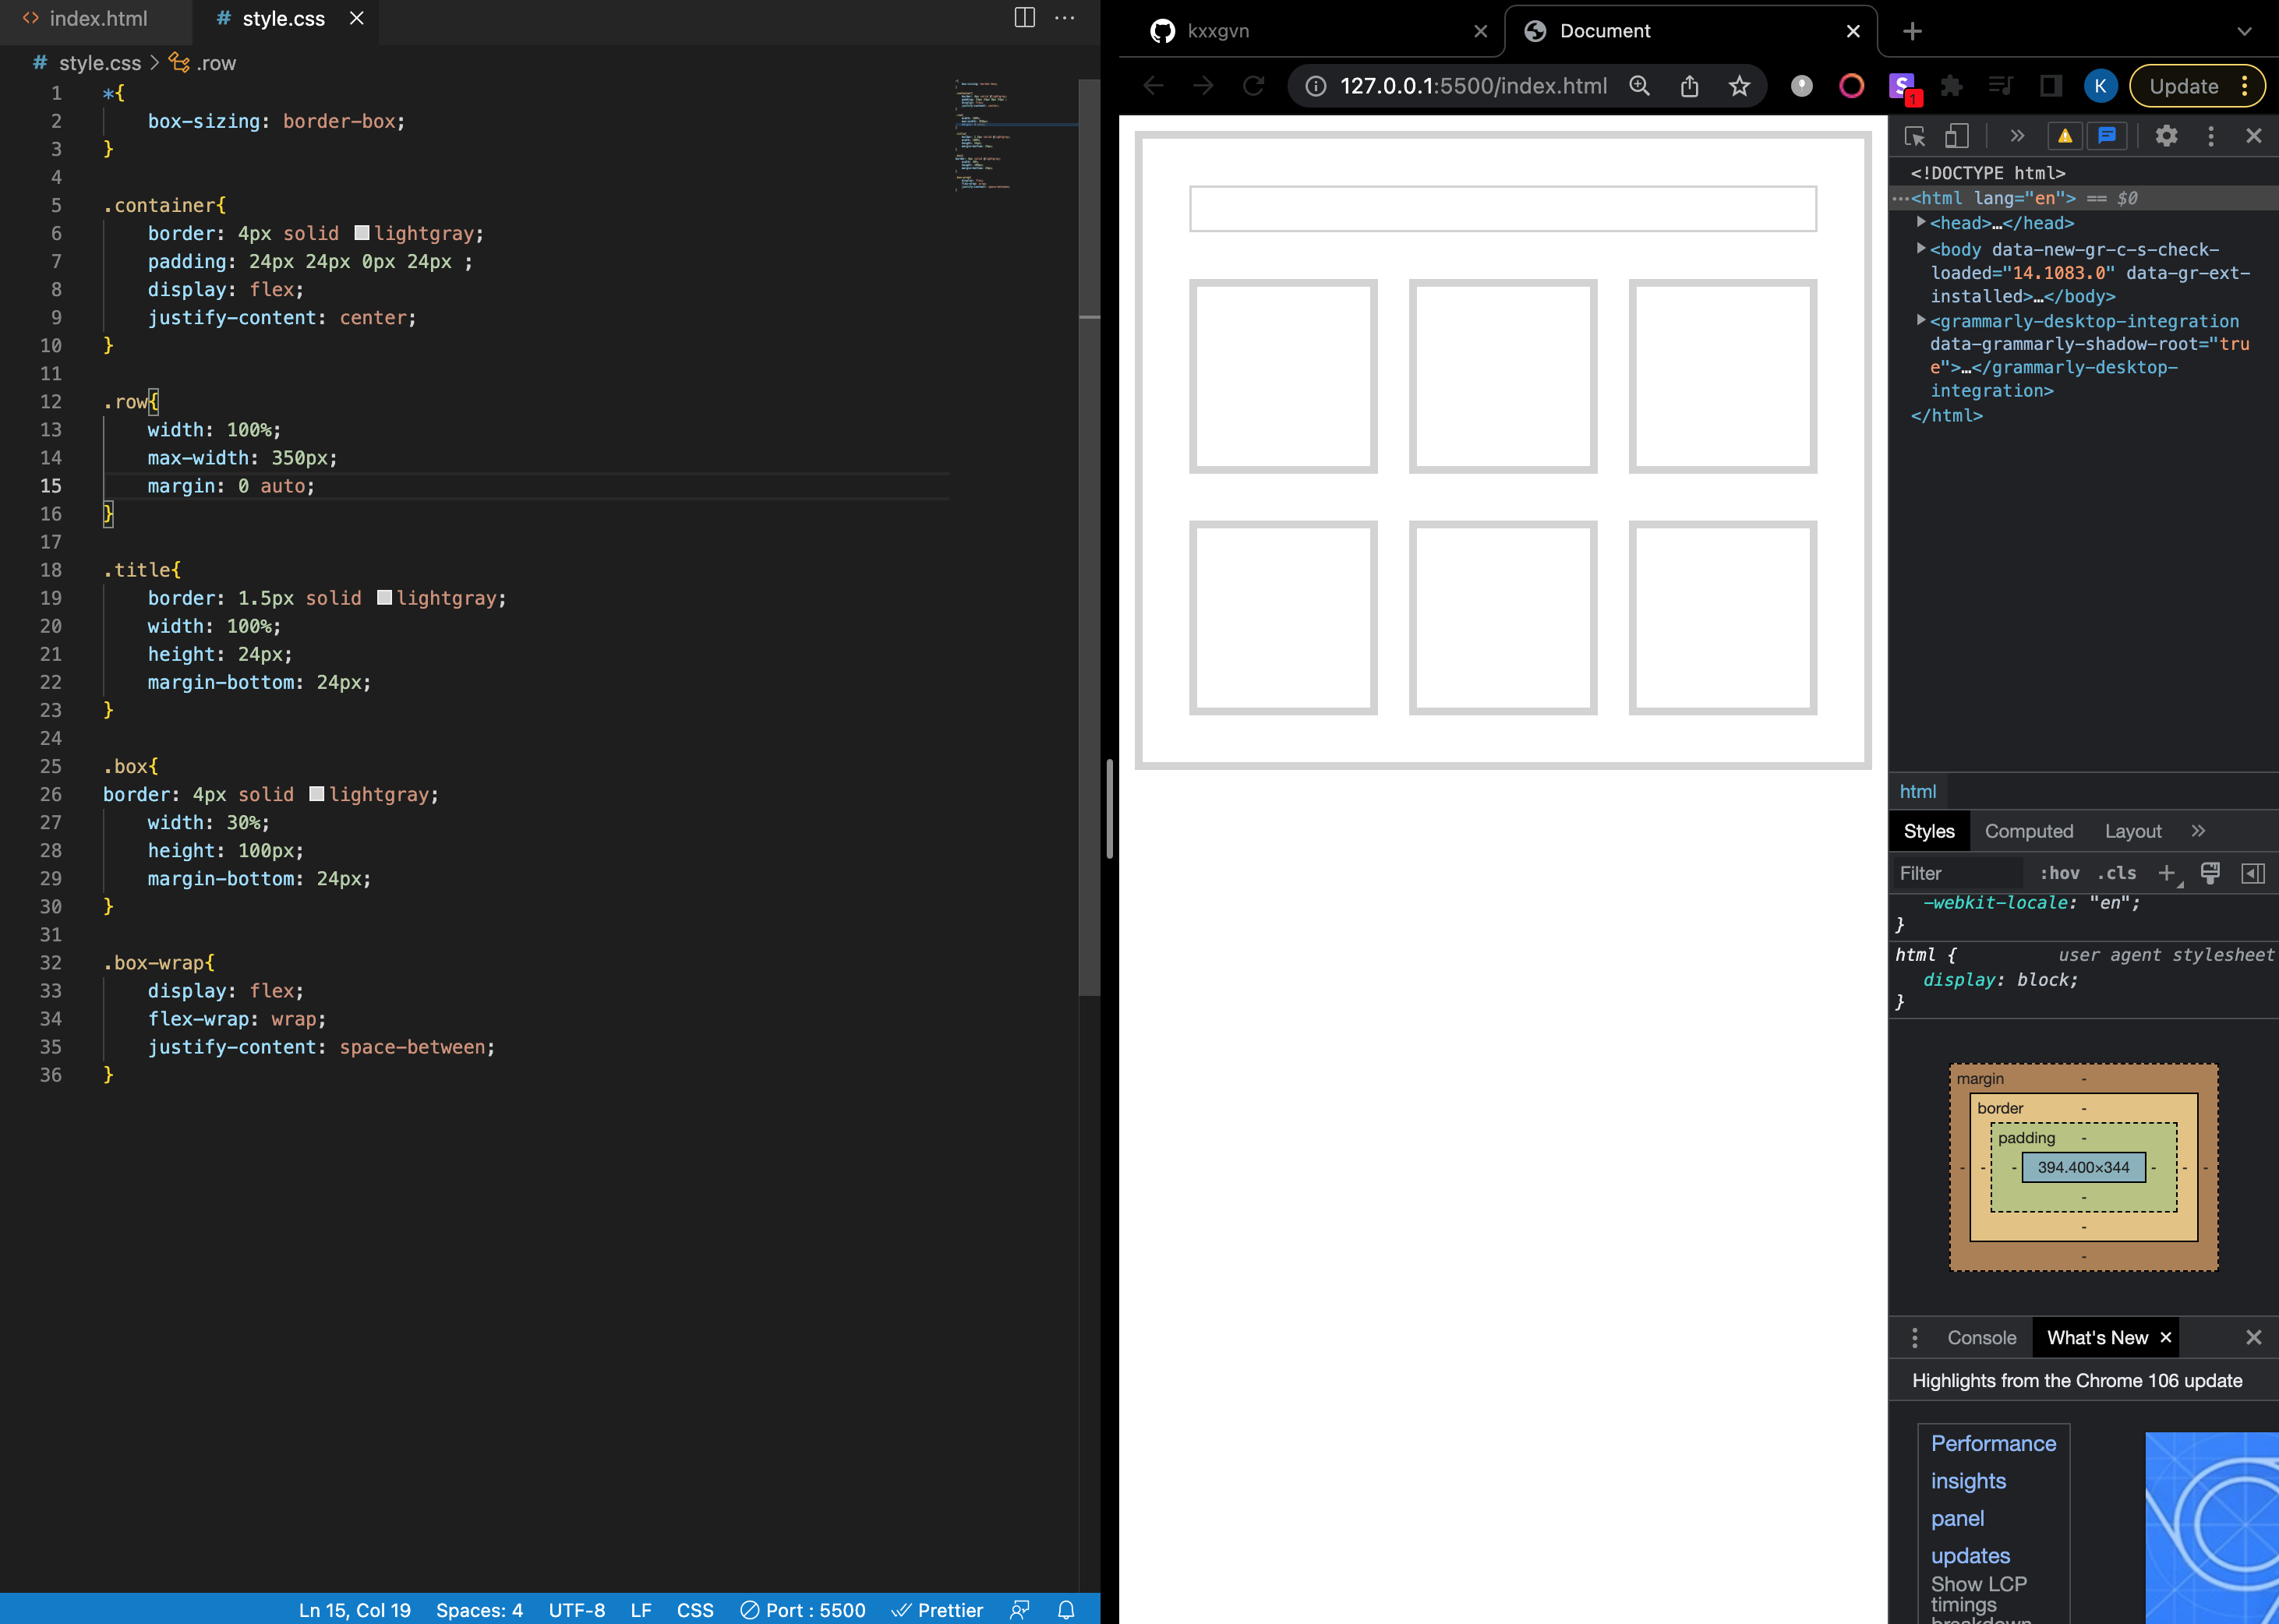 index.html
style.css
style.css > .row
1 *{
2 box-sizing: border-box;
3 }
4
5 .container{
6 border: 4px solid lightgray;
7 padding: 24px 24px 0px 24px ;
8 display: flex;
9 justify-content: center;
10 }
11
12 .row{
13 width: 100%;
14 max-width: 350px;
15 margin: 0 auto;
16 }
17
18 .title{
19 border: 1.5px solid lightgray;
20 width: 100%;
21 height: 24px;
22 margin-bottom: 24px;
23 }
24
25 .box{
26 border: 4px solid lightgray;
27 width: 30%;
28 height: 100px;
29 margin-bottom: 24px;
30 }
31
32 .box-wrap{
33 display: flex;
34 flex-wrap: wrap;
35 justify-content: space-between;
36 }
Ln 15, Col 19 Spaces: 4 UTF-8 LF CSS Port : 5500 Prettier
kxxgvn
Document
127.0.0.1:5500/index.html
S 1
K
Update
<!DOCTYPE html>
<html lang="en"> == $0
<head>…</head>
<body data-new-gr-c-s-check-
loaded="14.1083.0" data-gr-ext-
installed>…</body>
<grammarly-desktop-integration
data-grammarly-shadow-root="tru
e">…</grammarly-desktop-
integration>
</html>
html
Styles Computed Layout
Filter :hov .cls
-webkit-locale: "en";
}
html { user agent stylesheet
display: block;
}
margin -
border -
padding -
- - - 394.400×344 - - -
-
-
-
Console What's New
Highlights from the Chrome 106 update
Performance
insights
panel
updates
Show LCP
timings